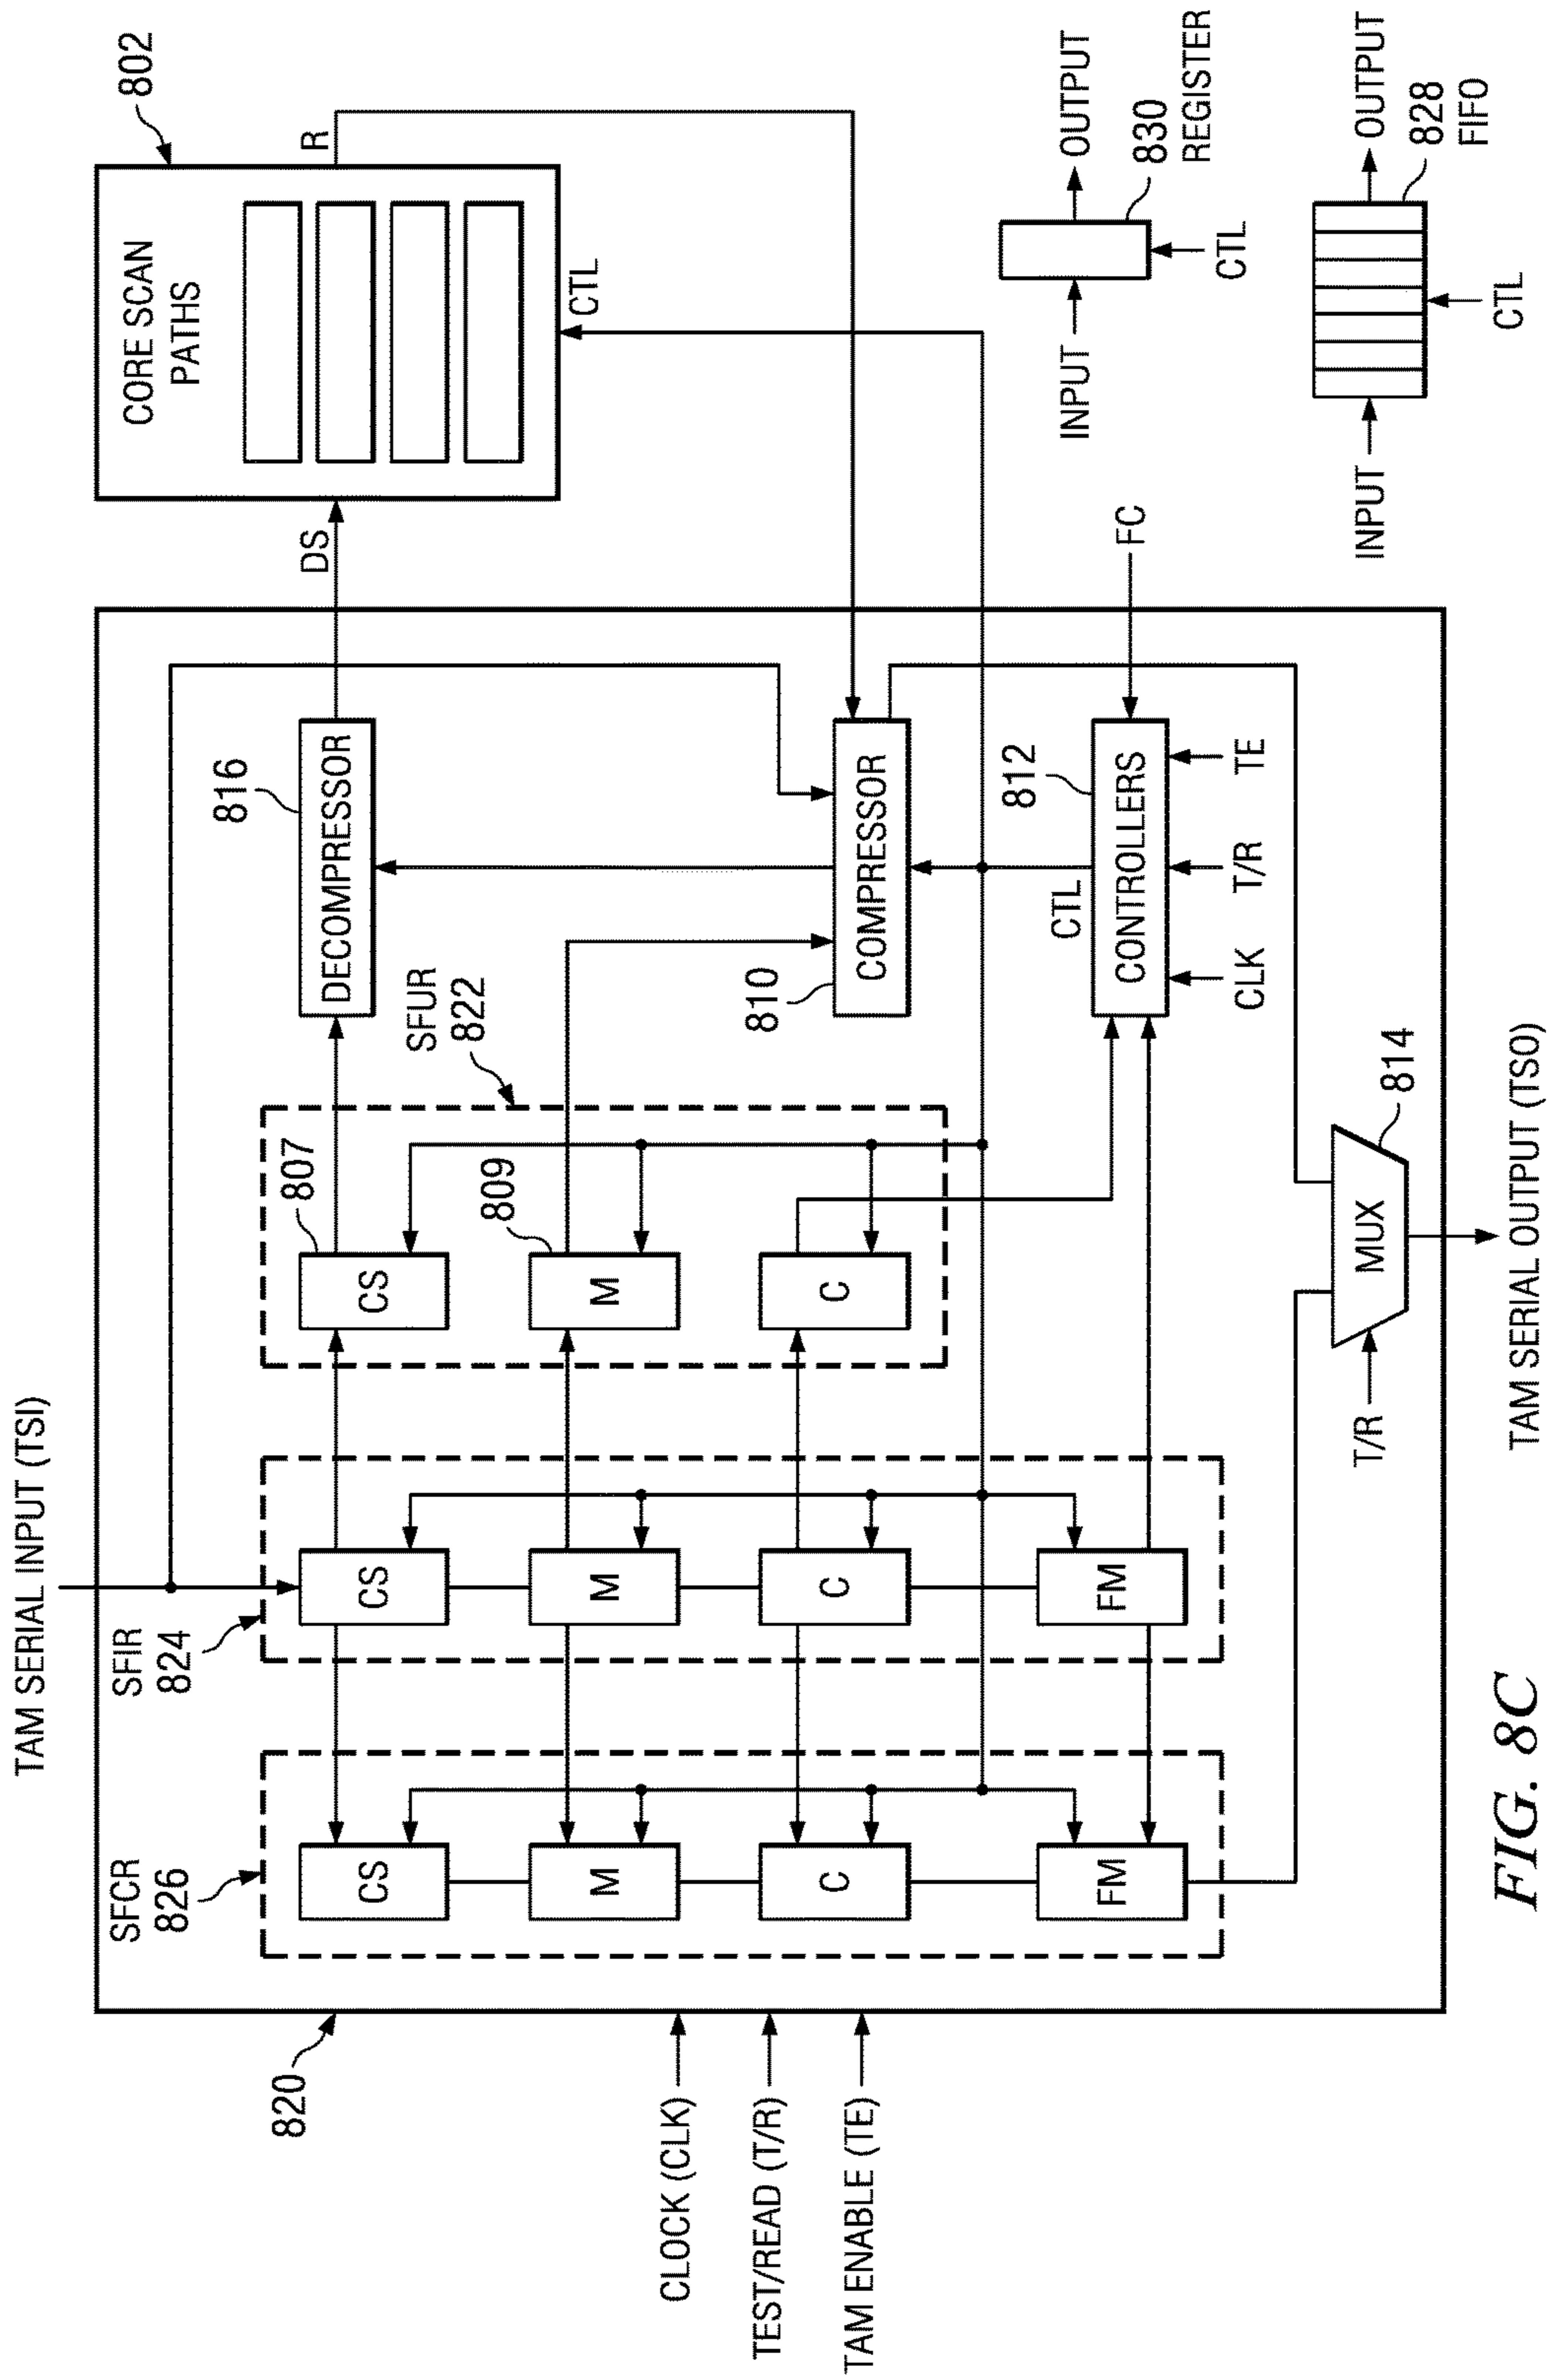 TAM SERIAL INPUT (TSI)
820
CLOCK (CLK)
TEST/READ (T/R)
TAM ENABLE (TE)
SFCR
826
CS
M
C
FM
SFIR
824
CS
M
C
FM
SFUR
822
807
CS
809
M
C
816
DECOMPRESSOR
810
COMPRESSOR
812
CTL
CONTROLLERS
CLK
T/R
TE
FC
DS
802
CORE SCAN
PATHS
R
CTL
T/R
MUX
814
TAM SERIAL OUTPUT (TSO)
INPUT
OUTPUT
830
REGISTER
CTL
INPUT
OUTPUT
828
FIFO
CTL
FIG. 8C